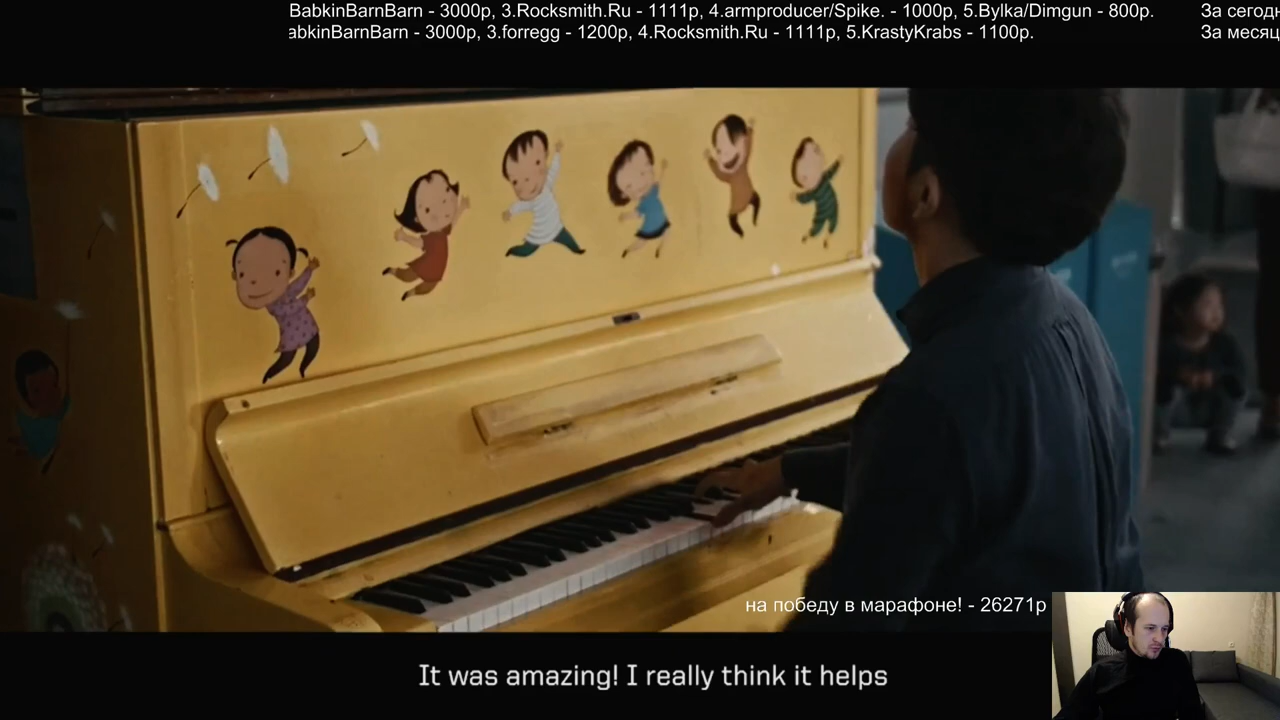 BabkinBarnBarn - 3000р, 3.Rocksmith.Ru - 1111р, 4.armproducer/Spike. - 1000р, 5.Bylka/Dimgun - 800р. За сегодн
abkinBarnBarn - 3000р, 3.forregg - 1200р, 4.Rocksmith.Ru - 1111р, 5.KrastyKrabs - 1100р. За месяц
на победу в марафоне! - 26271р
It was amazing! I really think it helps